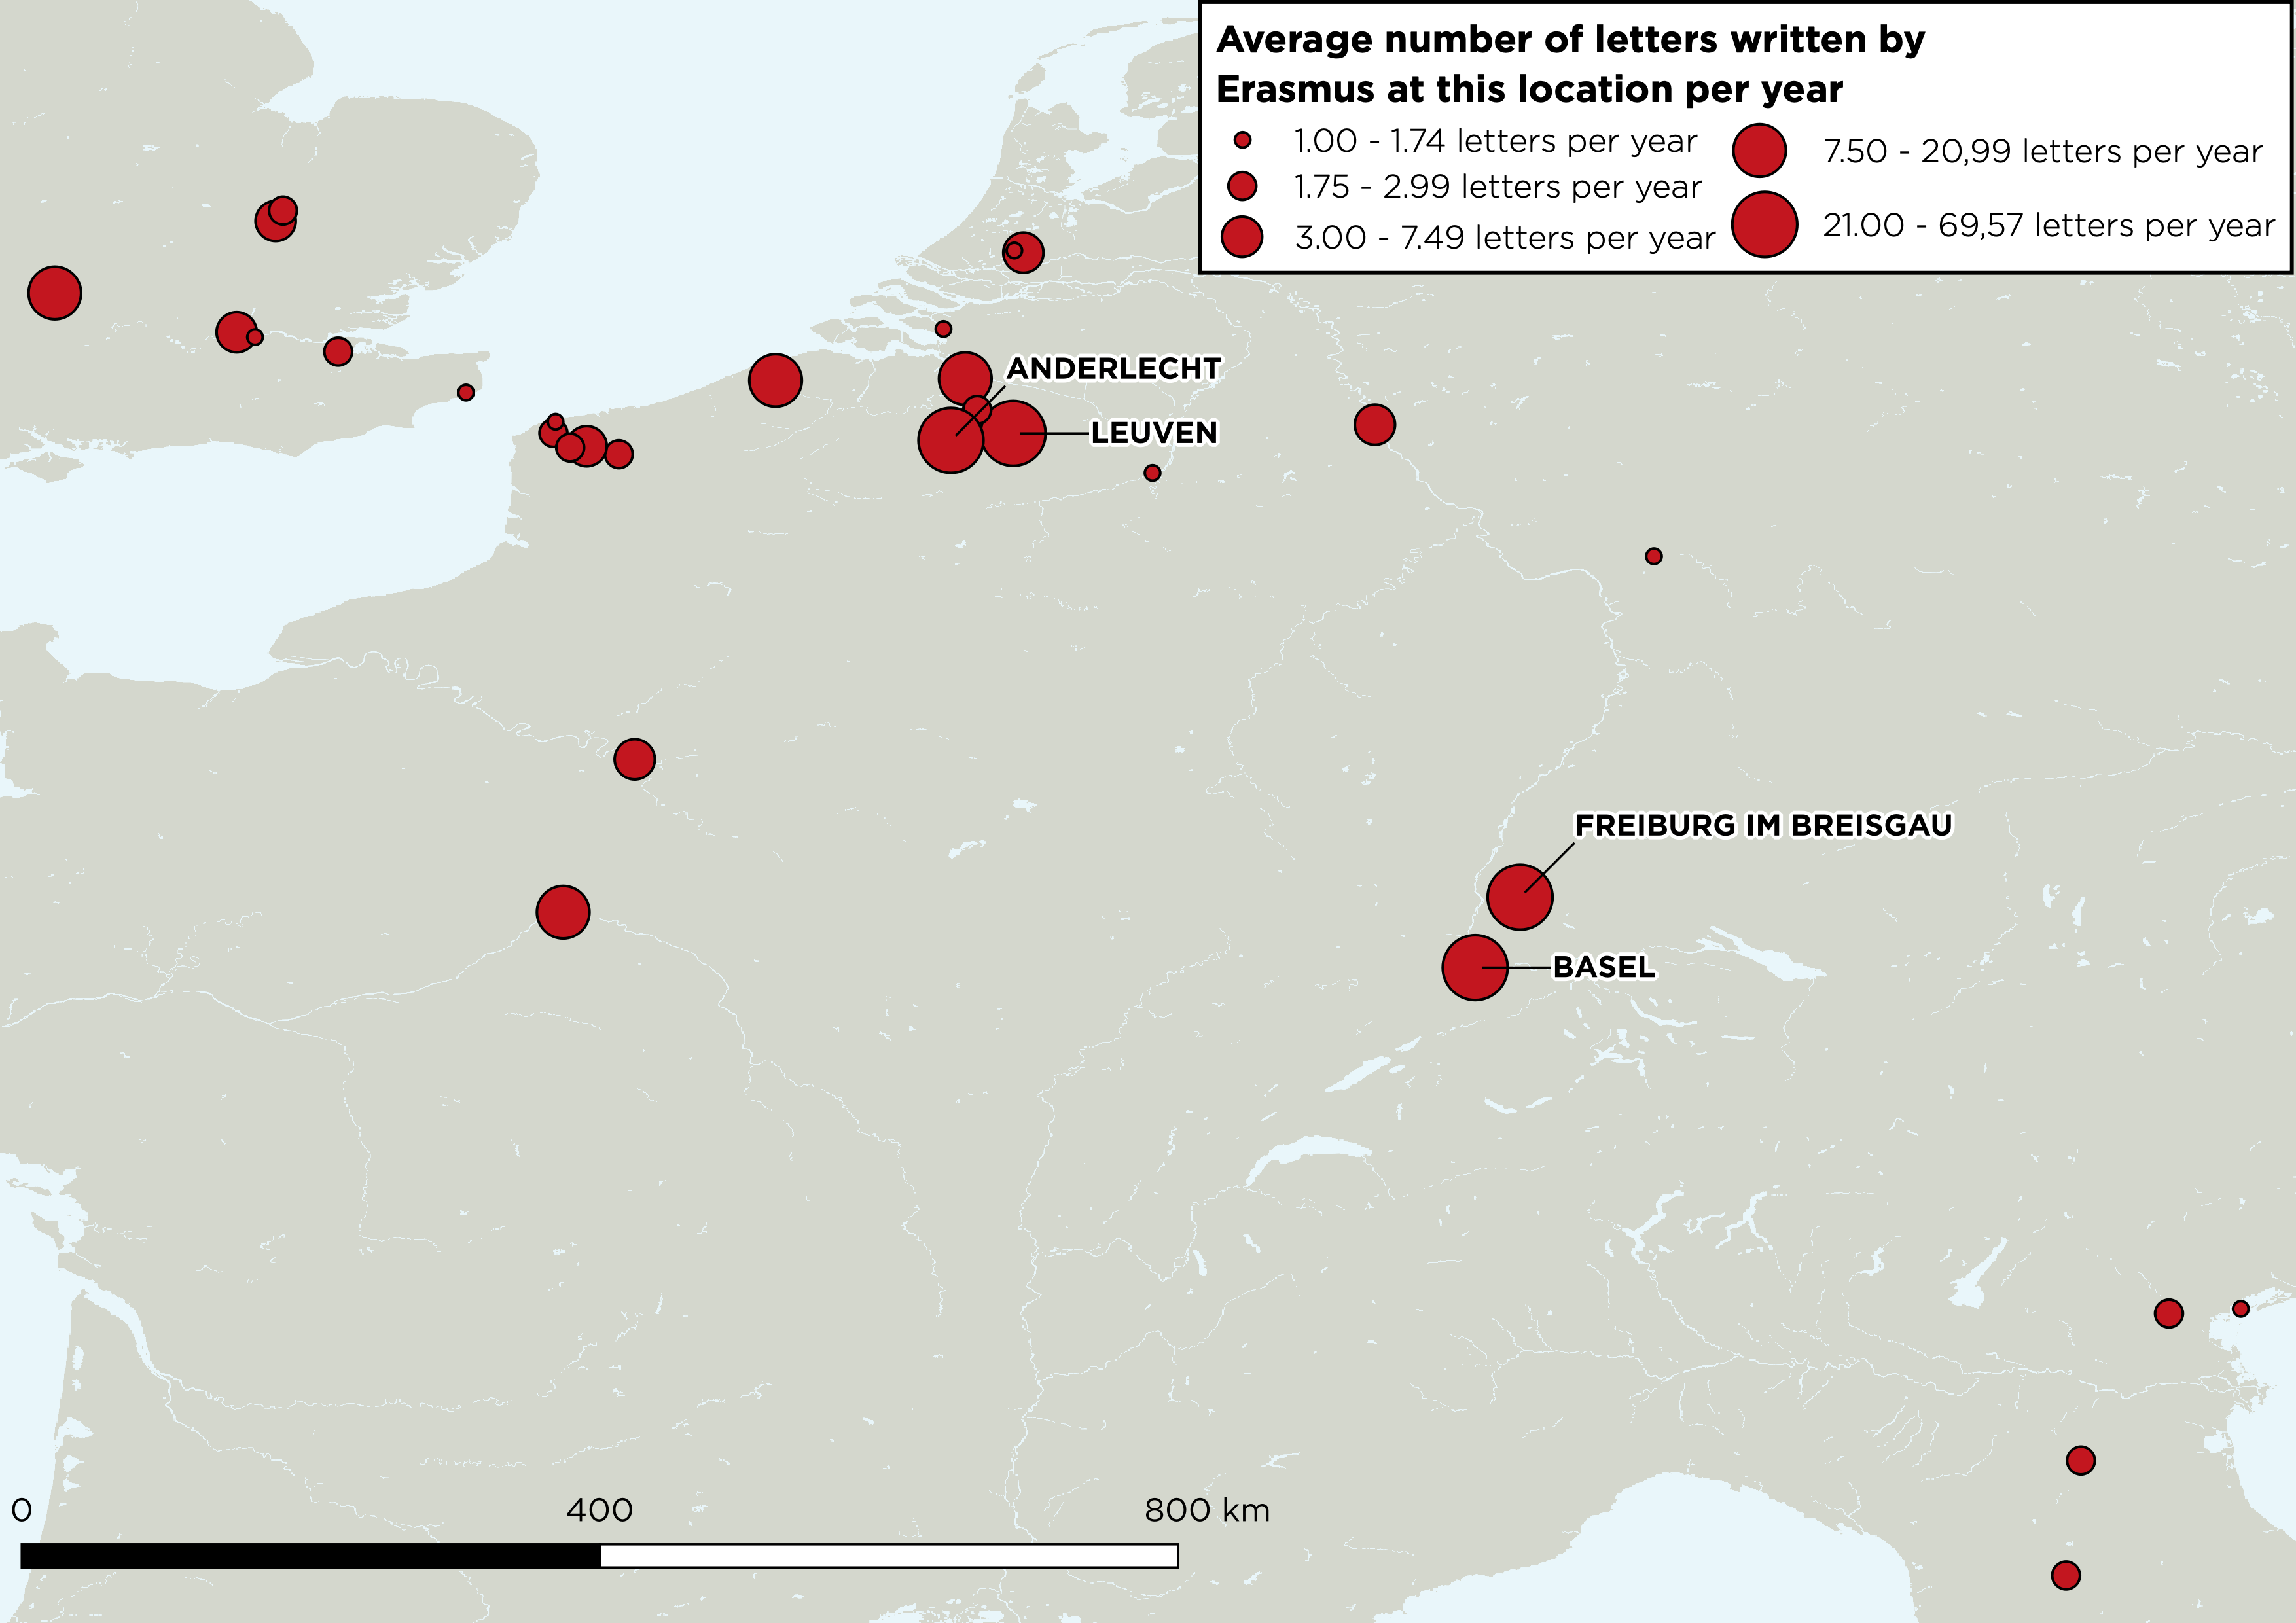 Average number of letters written by
Erasmus at this location per year
1.00 - 1.74 letters per year
1.75 - 2.99 letters per year
3.00 - 7.49 letters per year
7.50 - 20,99 letters per year
21.00 - 69,57 letters per year
ANDERLECHT
LEUVEN
FREIBURG IM BREISGAU
BASEL
0 400 800 km